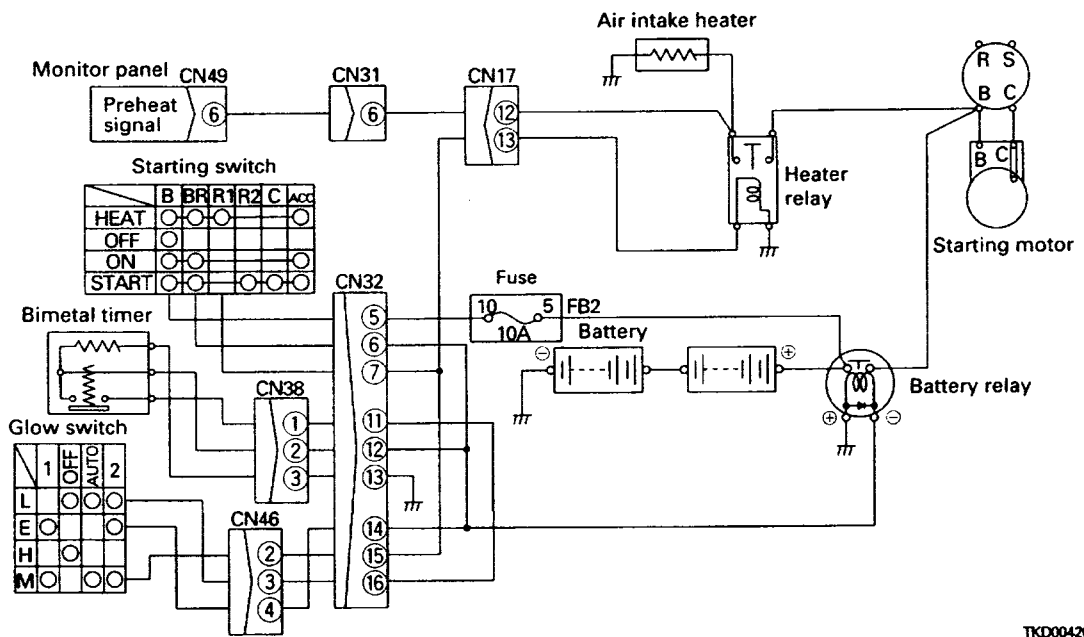 Air intake heater
Monitor panel
CN49
CN31
CN17
R S
B C
B C
Preheat signal
6
6
12
13
Heater relay
Starting motor
Starting switch
B BR R1 R2 C ACC
HEAT
OFF
ON
START
CN32
Fuse
10 5 FB2
10A
Battery
⊖ ⊕
Battery relay
⊕ ⊖
5
6
7
11
12
13
14
15
16
Bimetal timer
CN38
1
2
3
Glow switch
1 OFF AUTO 2
L
E
H
M
CN46
2
3
4